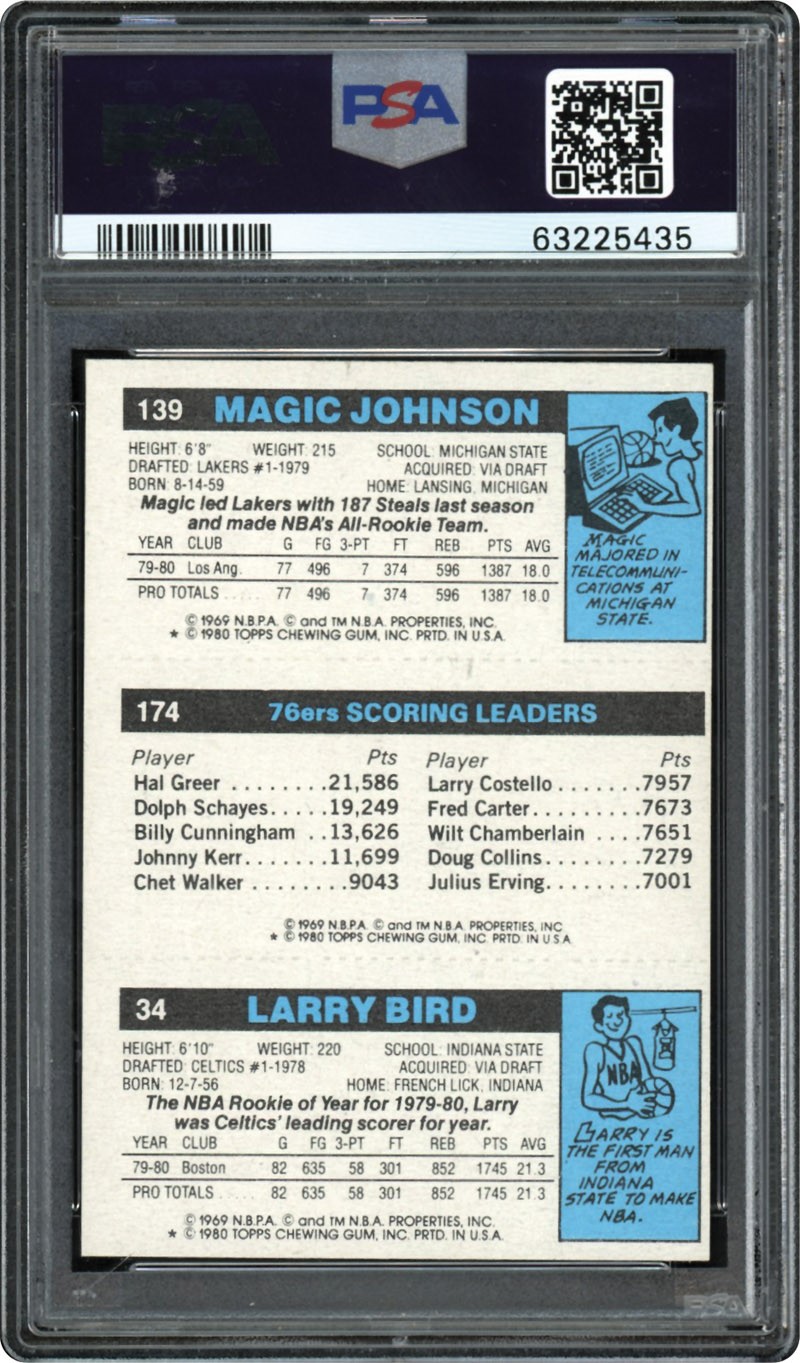 PSA
PSA
63225435
139 MAGIC JOHNSON
HEIGHT: 6'8" WEIGHT: 215 SCHOOL: MICHIGAN STATE
DRAFTED: LAKERS #1-1979 ACQUIRED: VIA DRAFT
BORN: 8-14-59 HOME: LANSING, MICHIGAN
Magic led Lakers with 187 Steals last season
and made NBA's All-Rookie Team.
YEAR CLUB G FG 3-PT FT REB PTS AVG
79-80 Los Ang. 77 496 7 374 596 1387 18.0
PRO TOTALS ..... 77 496 7 374 596 1387 18.0
© 1969 N.B.P.A. © and TM N.B.A. PROPERTIES, INC.
★ © 1980 TOPPS CHEWING GUM, INC. PRTD. IN U.S.A.
MAGIC
MAJORED IN
TELECOMMUNI-
CATIONS AT
MICHIGAN
STATE.
174 76ers SCORING LEADERS
Player Pts Player Pts
Hal Greer ........21,586 Larry Costello.......7957
Dolph Schayes.....19,249 Fred Carter.........7673
Billy Cunningham ..13,626 Wilt Chamberlain ....7651
Johnny Kerr.......11,699 Doug Collins........7279
Chet Walker ........9043 Julius Erving........7001
© 1969 N.B.P.A. © and TM N.B.A. PROPERTIES, INC.
★ © 1980 TOPPS CHEWING GUM, INC. PRTD. IN U.S.A.
34 LARRY BIRD
HEIGHT: 6'10" WEIGHT: 220 SCHOOL: INDIANA STATE
DRAFTED: CELTICS #1-1978 ACQUIRED: VIA DRAFT
BORN: 12-7-56 HOME: FRENCH LICK, INDIANA
The NBA Rookie of Year for 1979-80, Larry
was Celtics' leading scorer for year.
YEAR CLUB G FG 3-PT FT REB PTS AVG
79-80 Boston 82 635 58 301 852 1745 21.3
PRO TOTALS ..... 82 635 58 301 852 1745 21.3
© 1969 N.B.P.A. © and TM N.B.A. PROPERTIES, INC.
★ © 1980 TOPPS CHEWING GUM, INC. PRTD. IN U.S.A.
NBA
LARRY IS
THE FIRST MAN
FROM
INDIANA
STATE TO MAKE
NBA.
PSA